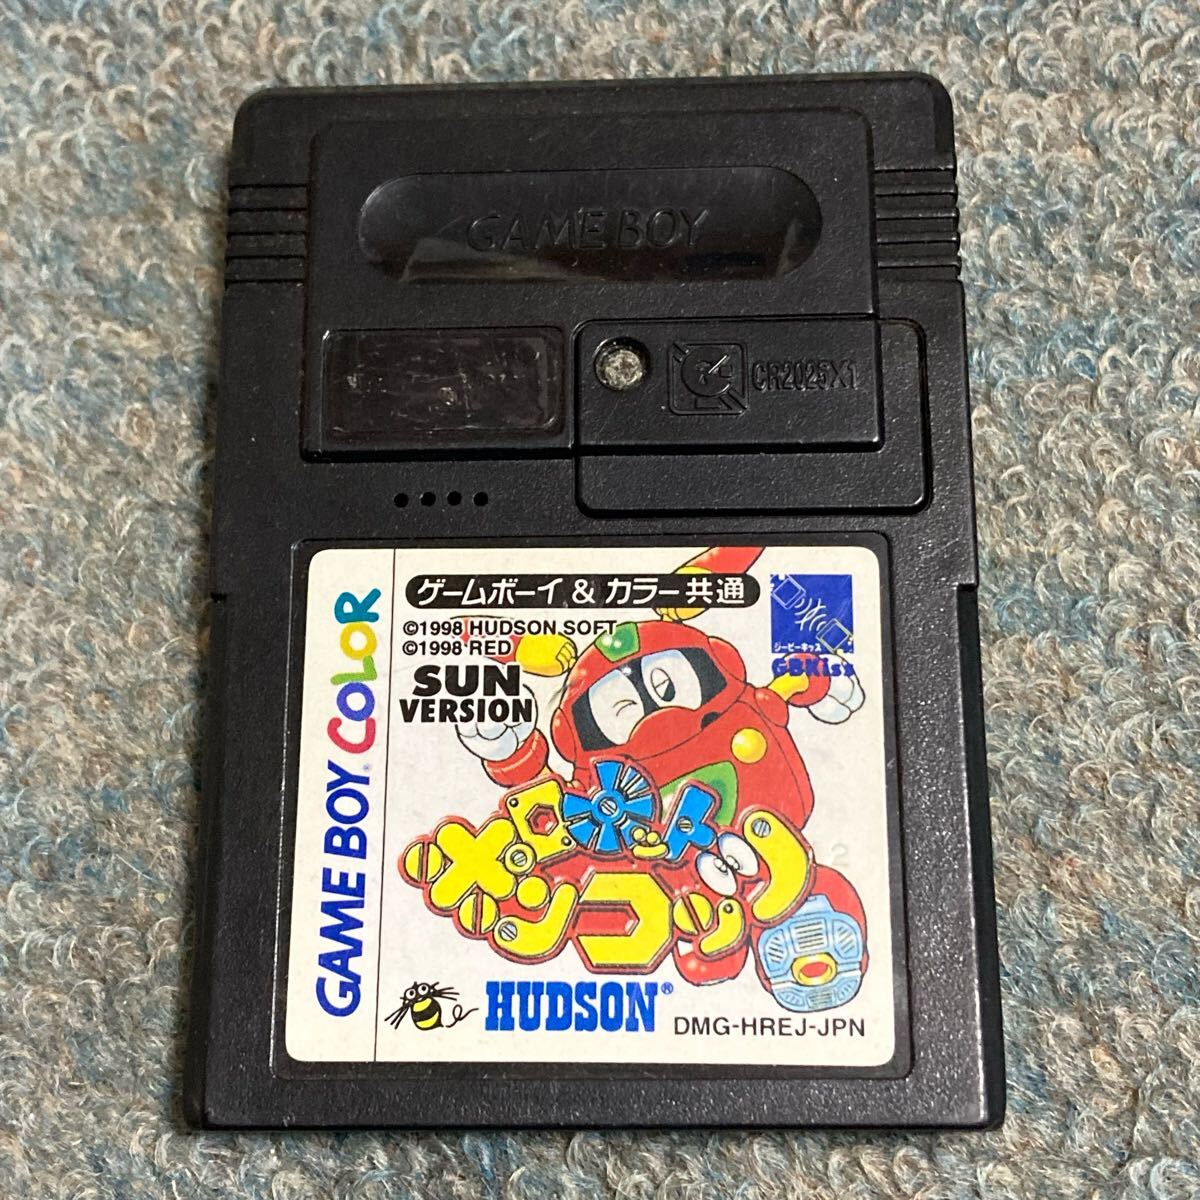 GAME BOY
CR2025X1
ゲームボーイ & カラー共通
©1998 HUDSON SOFT
©1998 RED
SUN
VERSION
ジービーキッス
GBKiss
GAME BOY COLOR
ロボット
ポンコッツ
2
HUDSON®
DMG-HREJ-JPN